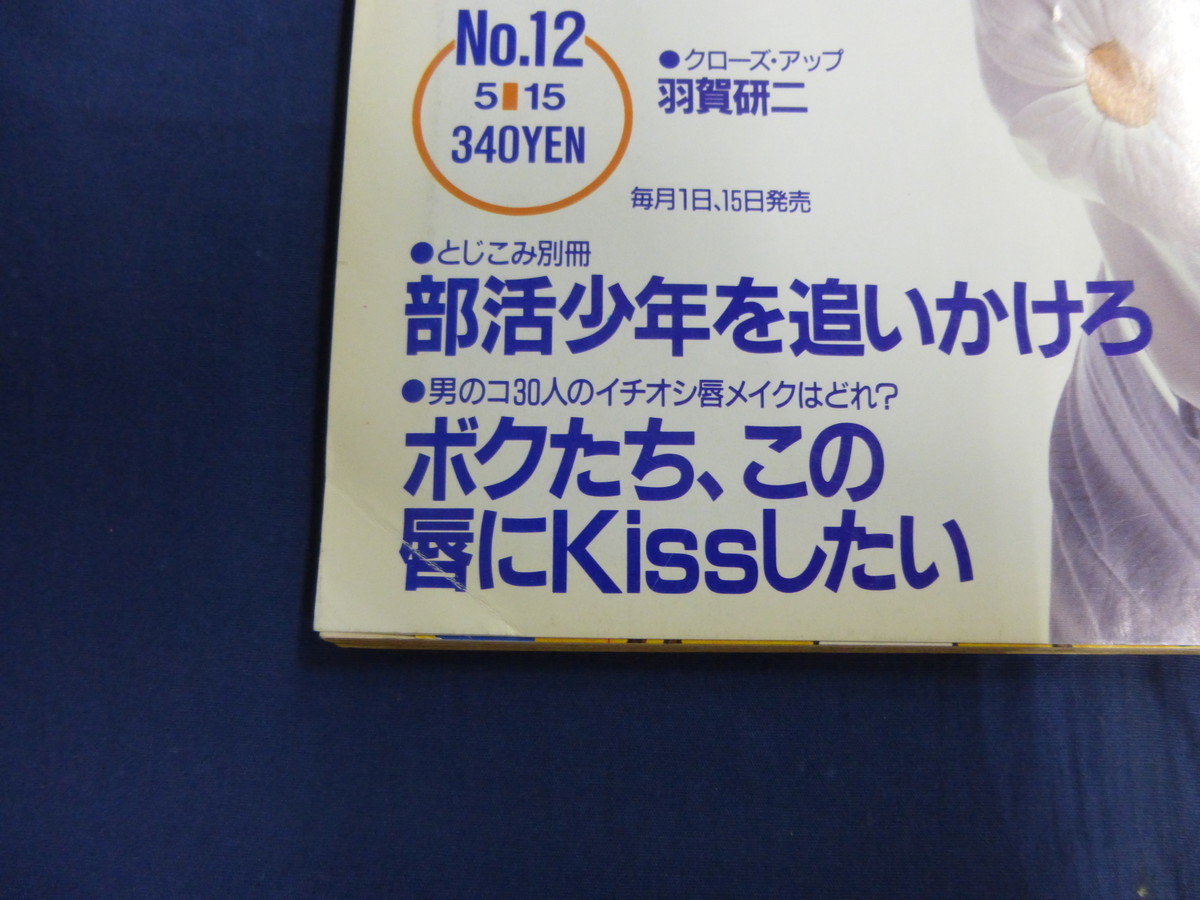 No.12
5 15
340YEN
●クローズ・アップ
羽賀研二
毎月1日、15日発売
●とじこみ別冊
部活少年を追いかけろ
●男のコ30人のイチオシ唇メイクはどれ?
ボクたち、この
唇にKissしたい